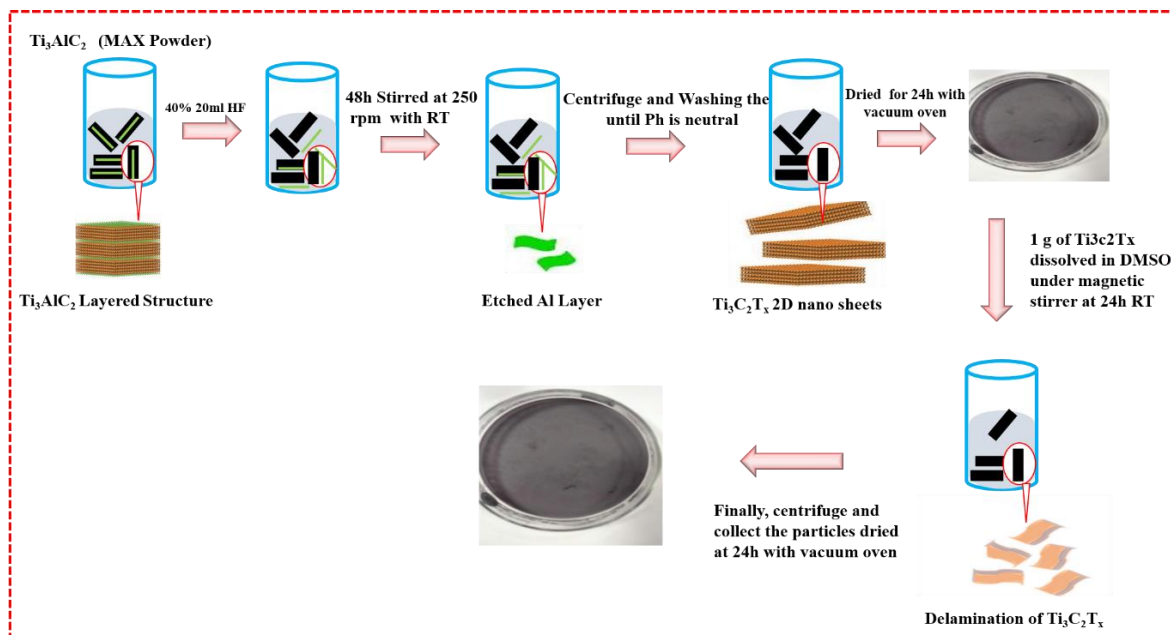 Ti₃AlC₂ (MAX Powder)
40% 20ml HF
48h Stirred at 250
rpm with RT
Centrifuge and Washing the
until Ph is neutral
Dried for 24h with
vacuum oven
Ti₃AlC₂ Layered Structure
Etched Al Layer
Ti₃C₂Tₓ 2D nano sheets
1 g of Ti3c2Tx
dissolved in DMSO
under magnetic
stirrer at 24h RT
Finally, centrifuge and
collect the particles dried
at 24h with vacuum oven
Delamination of Ti₃C₂Tₓ